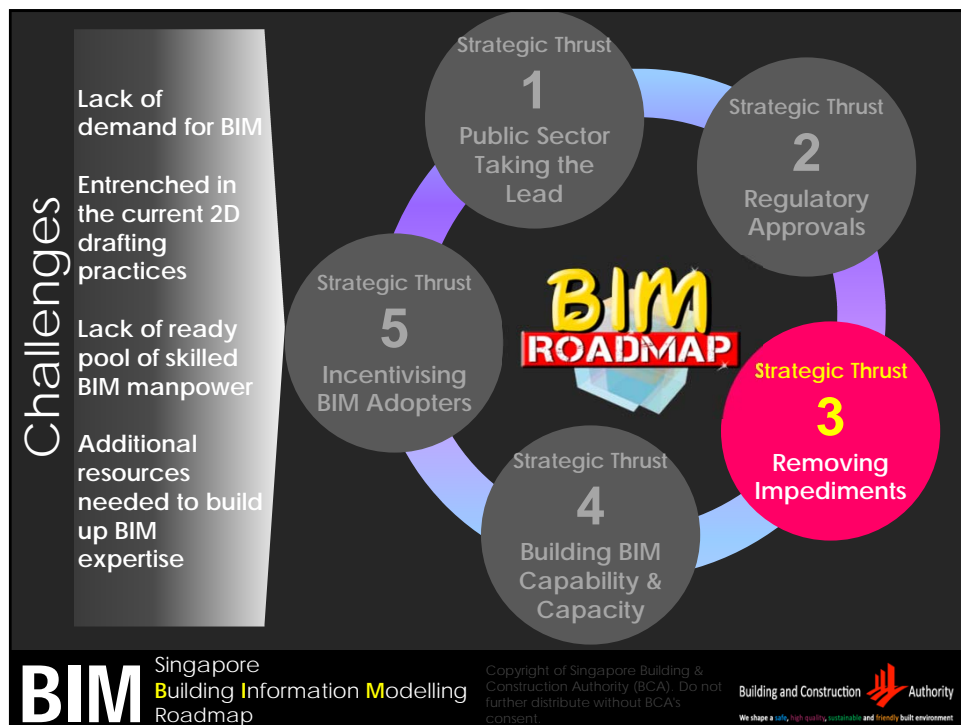 Challenges
Lack of
demand for BIM
Entrenched in
the current 2D
drafting
practices
Lack of ready
pool of skilled
BIM manpower
Additional
resources
needed to build
up BIM
expertise
Strategic Thrust
1
Public Sector
Taking the
Lead
Strategic Thrust
2
Regulatory
Approvals
Strategic Thrust
3
Removing
Impediments
Strategic Thrust
4
Building BIM
Capability &
Capacity
Strategic Thrust
5
Incentivising
BIM Adopters
BIM
ROADMAP
BIM
Singapore
Building Information Modelling
Roadmap
Copyright of Singapore Building &
Construction Authority (BCA). Do not
further distribute without BCA's
consent.
Building and Construction Authority
We shape a safe, high quality, sustainable and friendly built environment